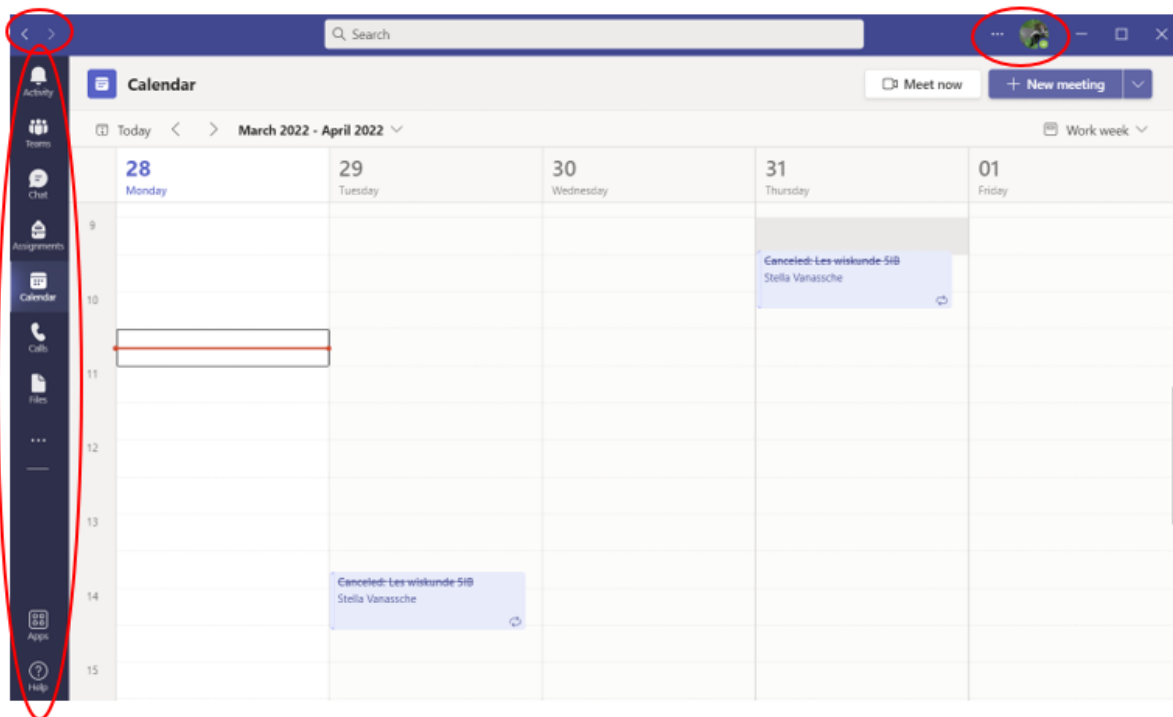 Search
Activity
Teams
Chat
Assignments
Calendar
Calls
Files
Apps
Help
Calendar
Meet now
New meeting
Today
March 2022 - April 2022
Work week
28
Monday
29
Tuesday
30
Wednesday
31
Thursday
01
Friday
9
10
11
12
13
14
15
Canceled: Les wiskunde 5IB
Stella Vanassche
Canceled: Les wiskunde 5IB
Stella Vanassche